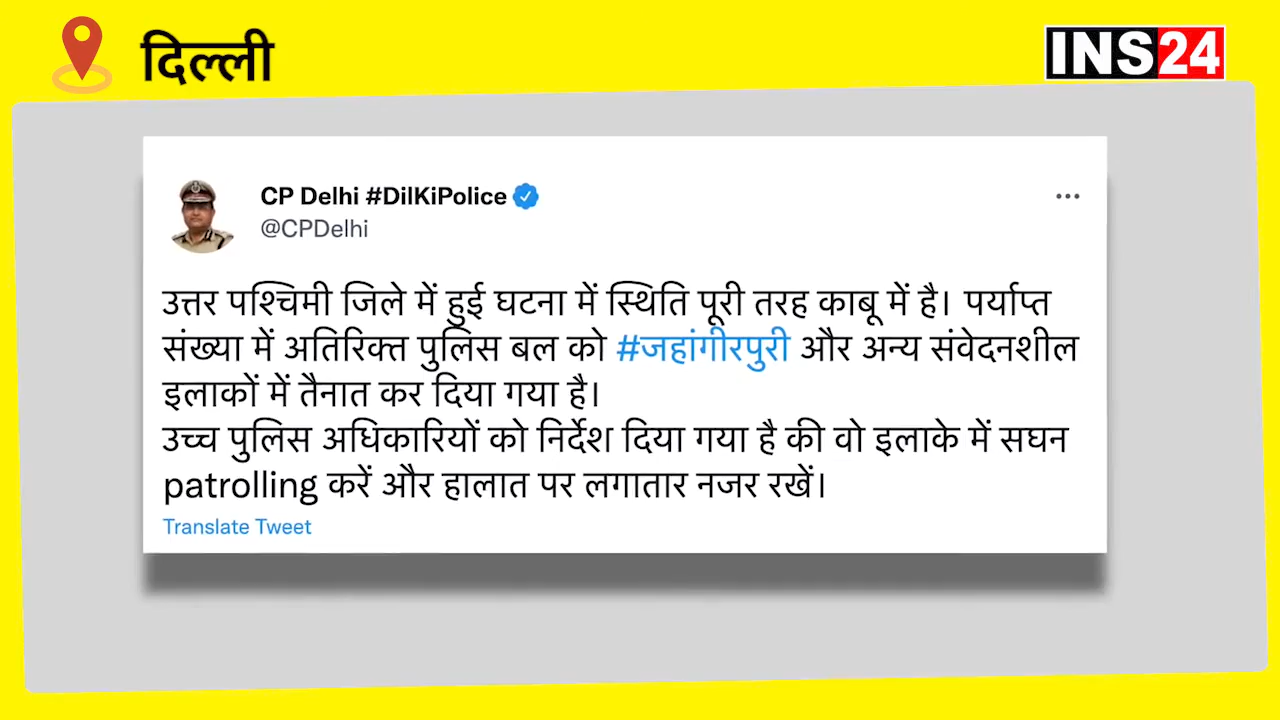 दिल्ली
INS24
CP Delhi #DilKiPolice
@CPDelhi
उत्तर पश्चिमी जिले में हुई घटना में स्थिति पूरी तरह काबू में है। पर्याप्त
संख्या में अतिरिक्त पुलिस बल को #जहांगीरपुरी और अन्य संवेदनशील
इलाकों में तैनात कर दिया गया है।
उच्च पुलिस अधिकारियों को निर्देश दिया गया है की वो इलाके में सघन
patrolling करें और हालात पर लगातार नजर रखें।
Translate Tweet